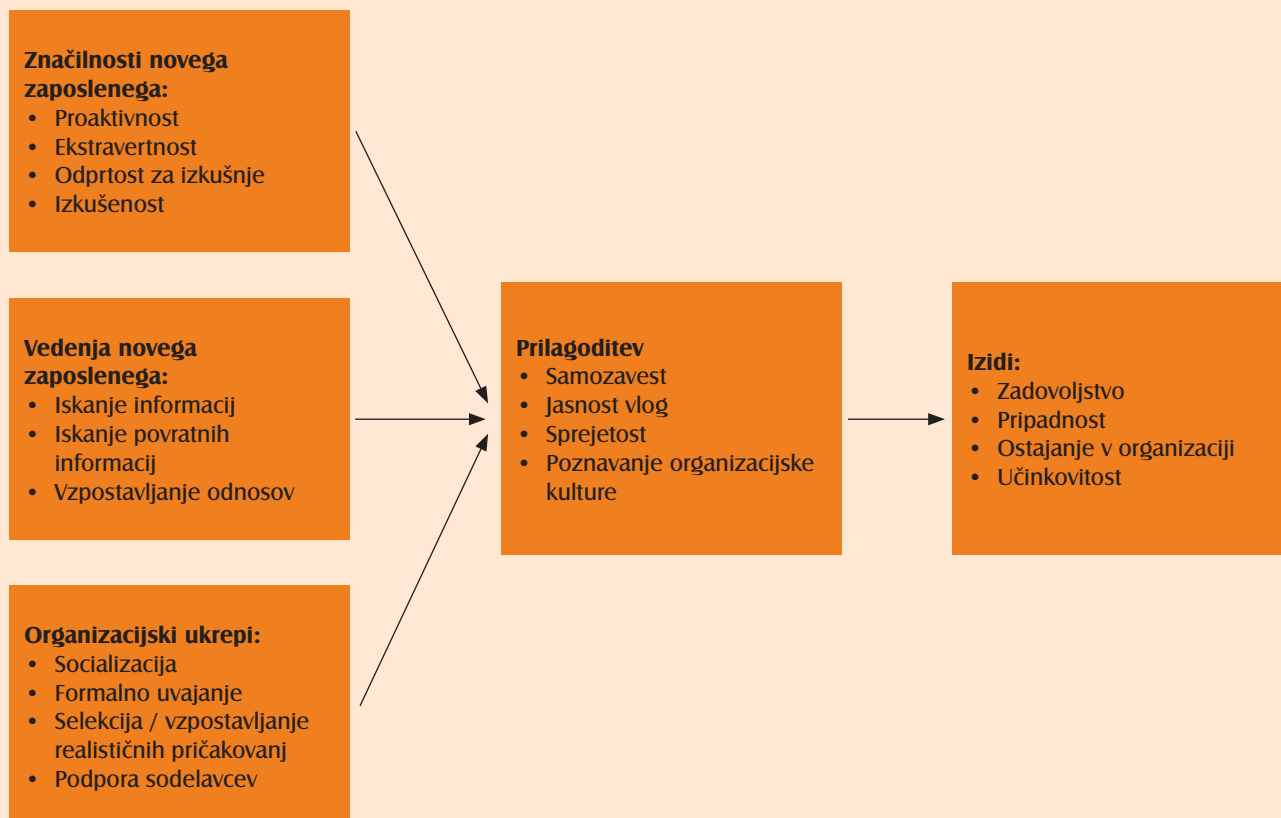 Značilnosti novega
zaposlenega:
• Proaktivnost
• Ekstravertnost
• Odprtost za izkušnje
• Izkušenost
Vedenja novega
zaposlenega:
• Iskanje informacij
• Iskanje povratnih
informacij
• Vzpostavljanje odnosov
Organizacijski ukrepi:
• Socializacija
• Formalno uvajanje
• Selekcija / vzpostavljanje
realističnih pričakovanj
• Podpora sodelavcev
Prilagoditev
• Samozavest
• Jasnost vlog
• Sprejetost
• Poznavanje organizacijske
kulture
Izidi:
• Zadovoljstvo
• Pripadnost
• Ostajanje v organizaciji
• Učinkovitost